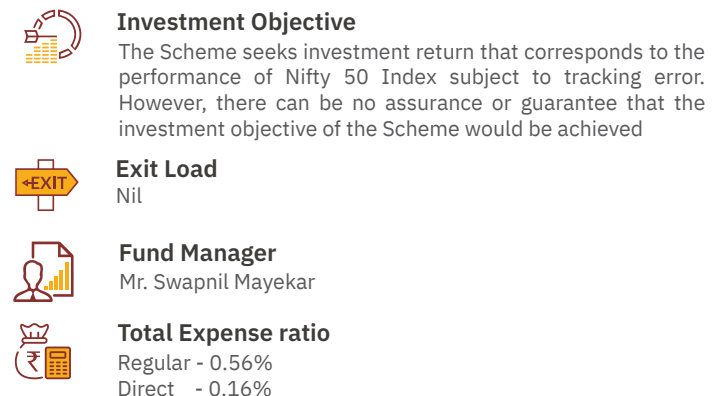 Investment Objective
The Scheme seeks investment return that corresponds to the
performance of Nifty 50 Index subject to tracking error.
However, there can be no assurance or guarantee that the
investment objective of the Scheme would be achieved
EXIT
Exit Load
Nil
Fund Manager
Mr. Swapnil Mayekar
₹
Total Expense ratio
Regular - 0.56%
Direct - 0.16%